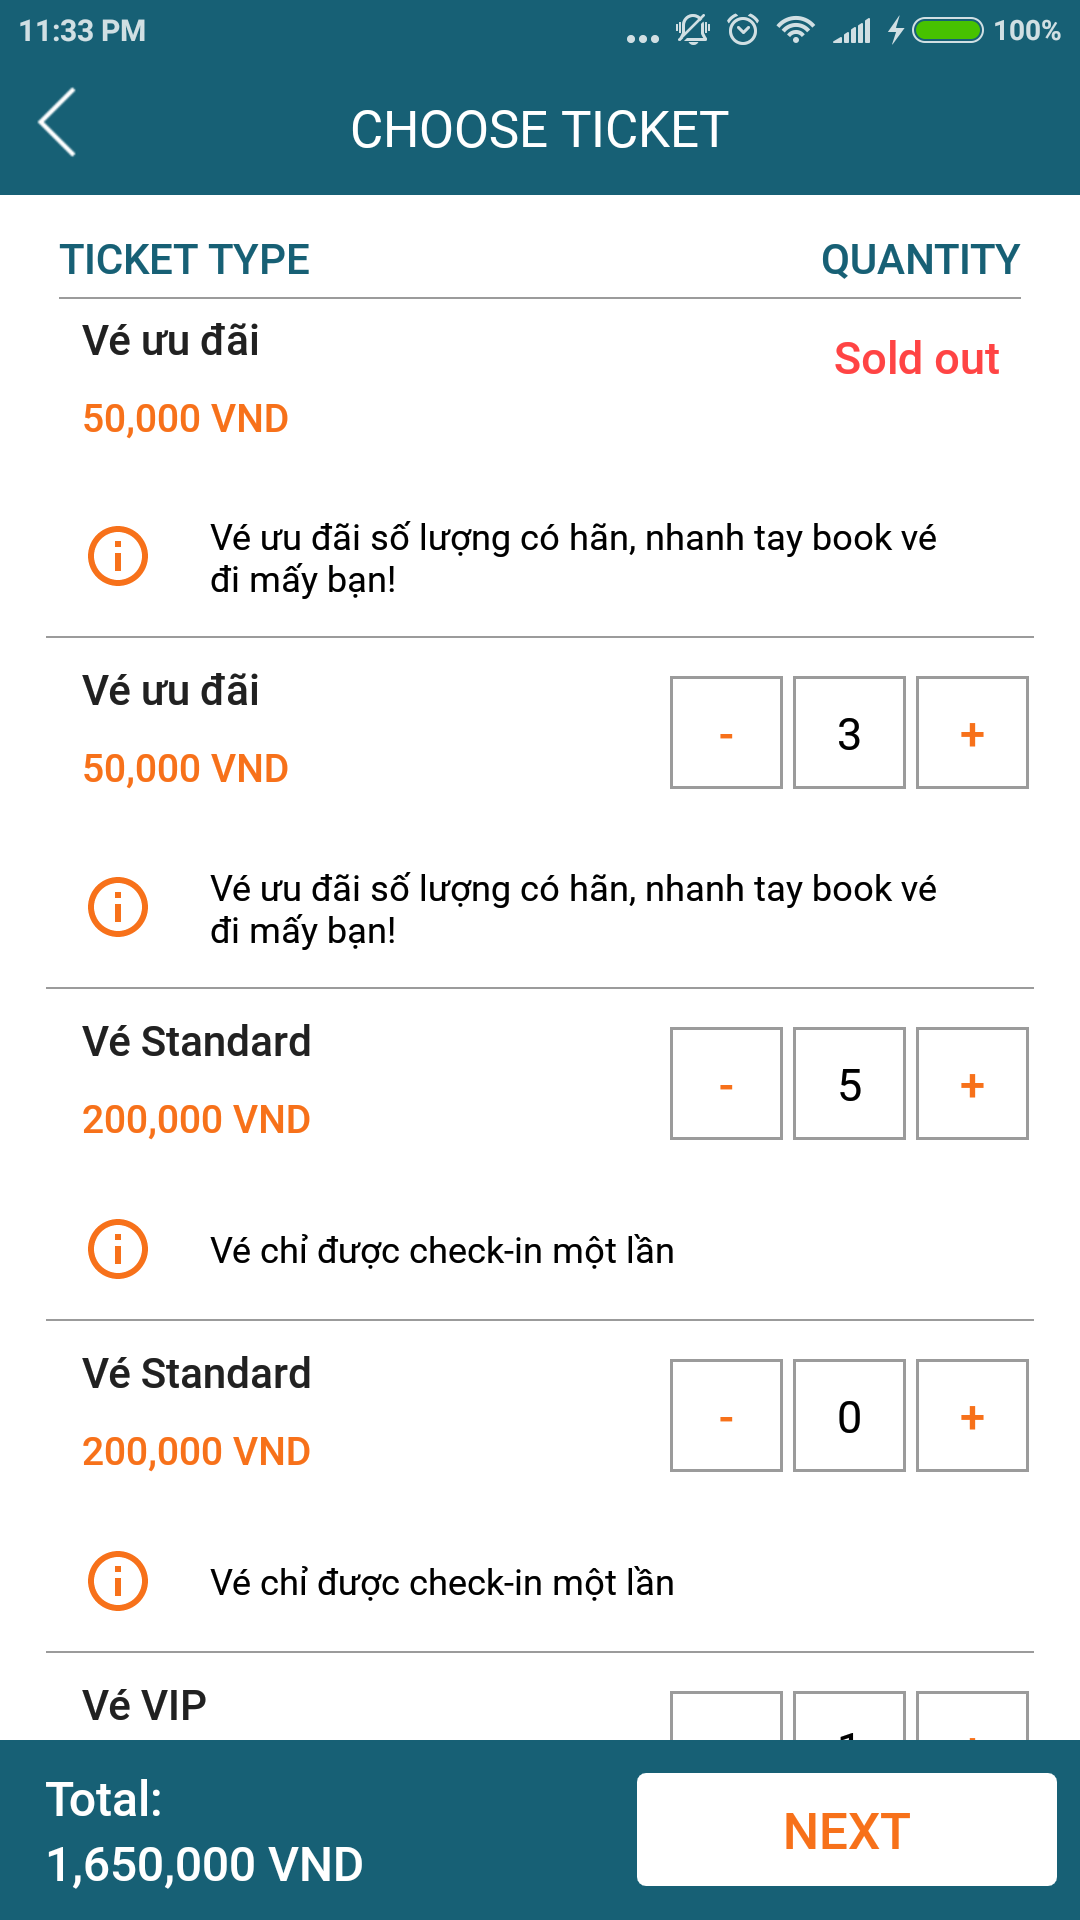 11:33 PM
100%
CHOOSE TICKET
TICKET TYPE QUANTITY
Vé ưu đãi
Sold out
50,000 VND
Vé ưu đãi số lượng có hãn, nhanh tay book vé
đi mấy bạn!
Vé ưu đãi
- 3 +
50,000 VND
Vé ưu đãi số lượng có hãn, nhanh tay book vé
đi mấy bạn!
Vé Standard
- 5 +
200,000 VND
Vé chỉ được check-in một lần
Vé Standard
- 0 +
200,000 VND
Vé chỉ được check-in một lần
Vé VIP
1
Total:
1,650,000 VND
NEXT